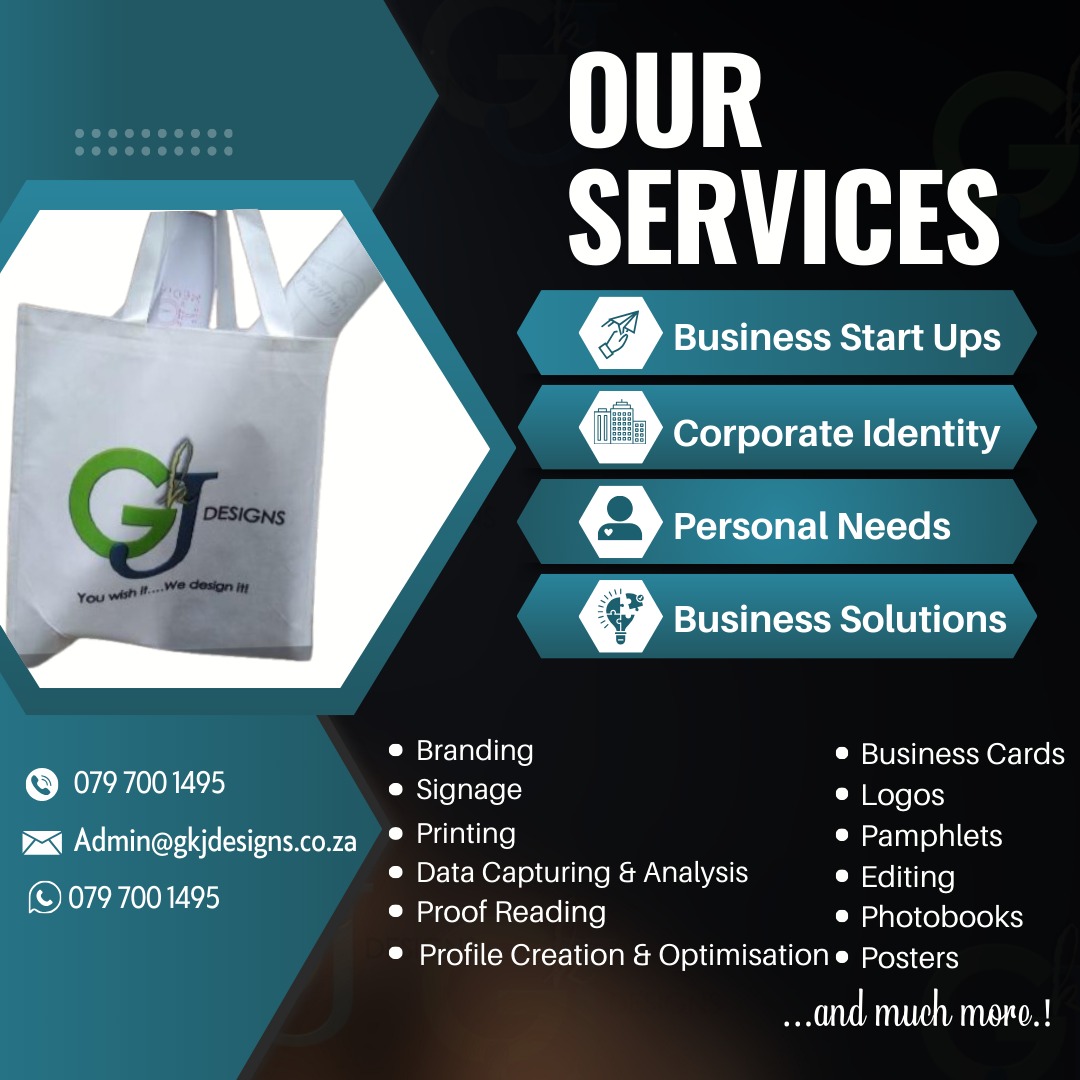 OUR
SERVICES
Business Start Ups
Corporate Identity
Personal Needs
Business Solutions
GkJ DESIGNS
You wish it....We design it!
079 700 1495
Admin@gkjdesigns.co.za
079 700 1495
Branding
Signage
Printing
Data Capturing & Analysis
Proof Reading
Profile Creation & Optimisation
Business Cards
Logos
Pamphlets
Editing
Photobooks
Posters
...and much more.!